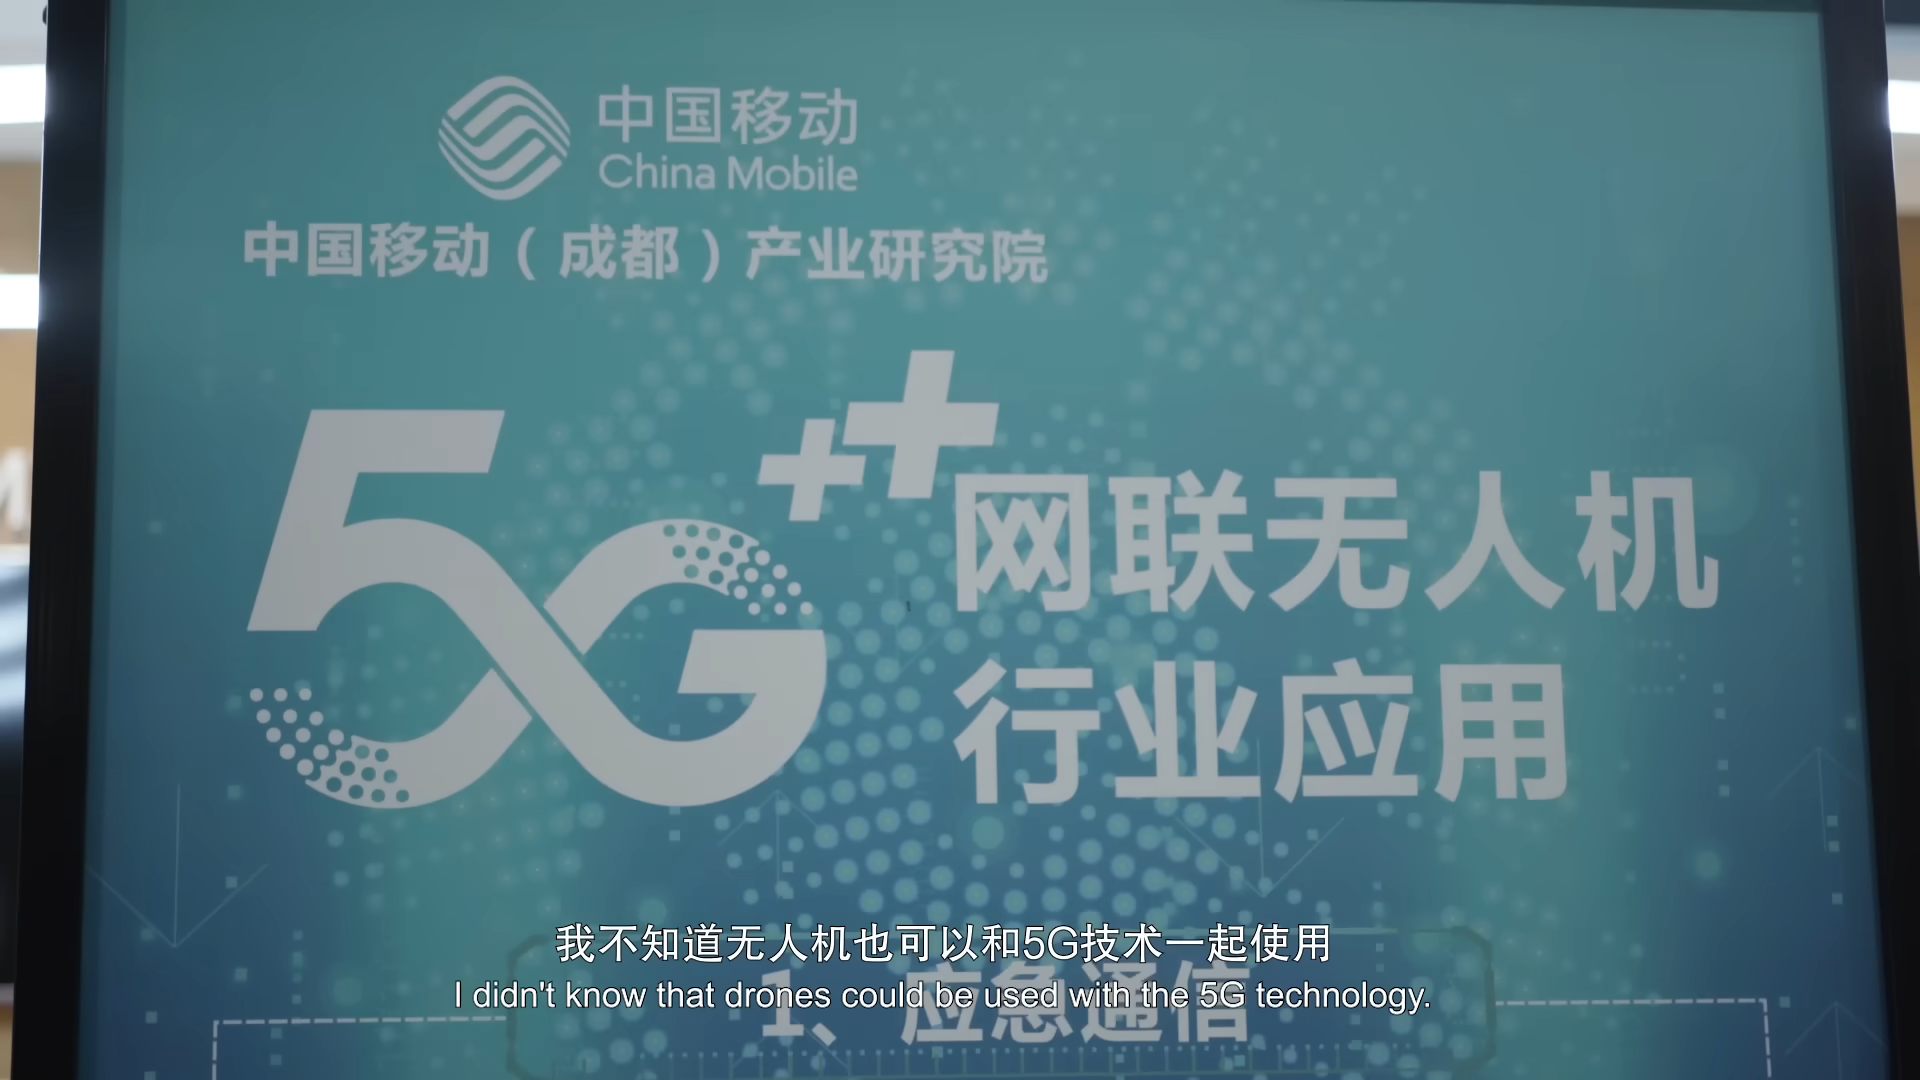 中国移动
China Mobile
中国移动（成都）产业研究院
5G++ 网联无人机
行业应用
我不知道无人机也可以和5G技术一起使用
I didn't know that drones could be used with the 5G technology.
1、应急通信